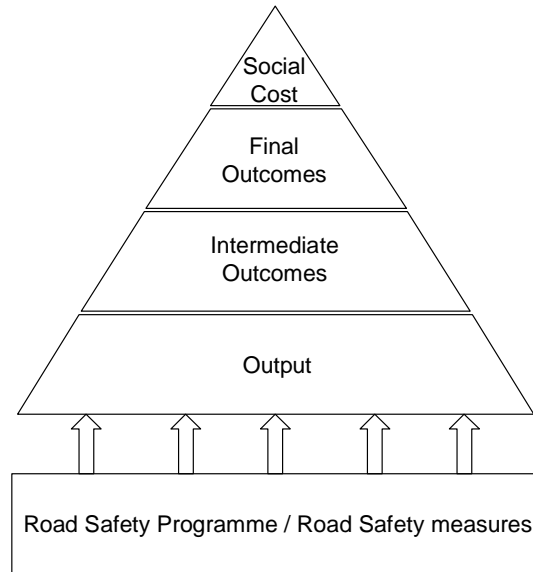 Social
Cost
Final
Outcomes
Intermediate
Outcomes
Output
Road Safety Programme / Road Safety measures